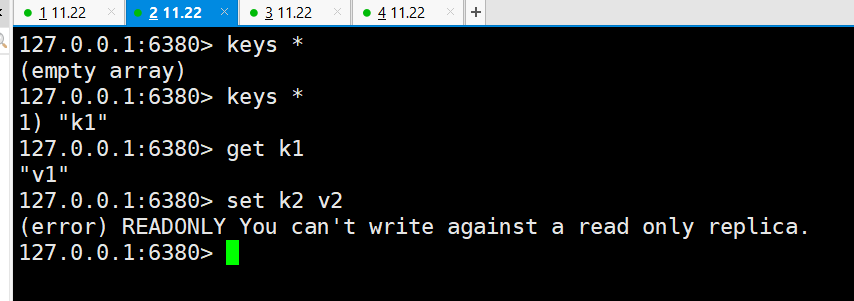 1 11.22 2 11.22 3 11.22 4 11.22
127.0.0.1:6380> keys *
(empty array)
127.0.0.1:6380> keys *
1) "k1"
127.0.0.1:6380> get k1
"v1"
127.0.0.1:6380> set k2 v2
(error) READONLY You can't write against a read only replica.
127.0.0.1:6380>